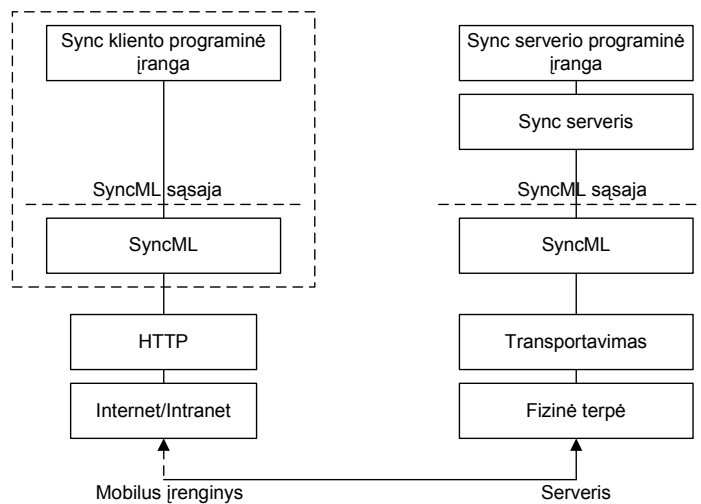 Sync kliento programinė
įranga
SyncML sąsaja
SyncML
HTTP
Internet/Intranet
Mobilus įrenginys
Sync serverio programinė
įranga
Sync serveris
SyncML sąsaja
SyncML
Transportavimas
Fizinė terpė
Serveris